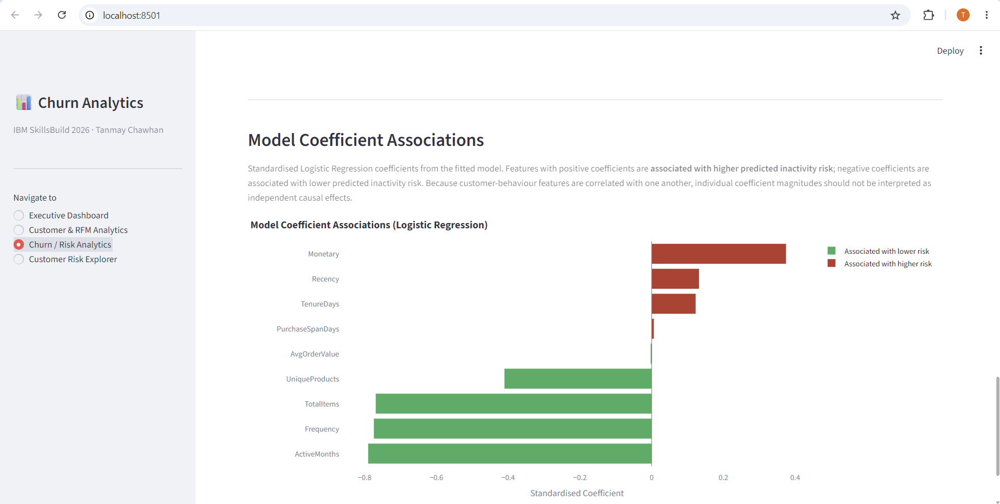 localhost:8501
T
Deploy
Churn Analytics
IBM SkillsBuild 2026 · Tanmay Chawhan
Navigate to
Executive Dashboard
Customer & RFM Analytics
Churn / Risk Analytics
Customer Risk Explorer
Model Coefficient Associations
Standardised Logistic Regression coefficients from the fitted model. Features with positive coefficients are associated with higher predicted inactivity risk; negative coefficients are
associated with lower predicted inactivity risk. Because customer-behaviour features are correlated with one another, individual coefficient magnitudes should not be interpreted as
independent causal effects.
Model Coefficient Associations (Logistic Regression)
Monetary
Recency
TenureDays
PurchaseSpanDays
AvgOrderValue
UniqueProducts
TotalItems
Frequency
ActiveMonths
Associated with lower risk
Associated with higher risk
−0.8 −0.6 −0.4 −0.2 0 0.2 0.4
Standardised Coefficient